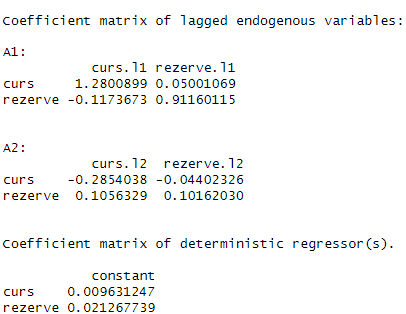 Coefficient matrix of lagged endogenous variables:
A1:
curs.l1 rezerve.l1
curs 1.2800899 0.05001069
rezerve -0.1173673 0.91160115
A2:
curs.l2 rezerve.l2
curs -0.2854038 -0.04402326
rezerve 0.1056329 0.10162030
Coefficient matrix of deterministic regressor(s).
constant
curs 0.009631247
rezerve 0.021267739